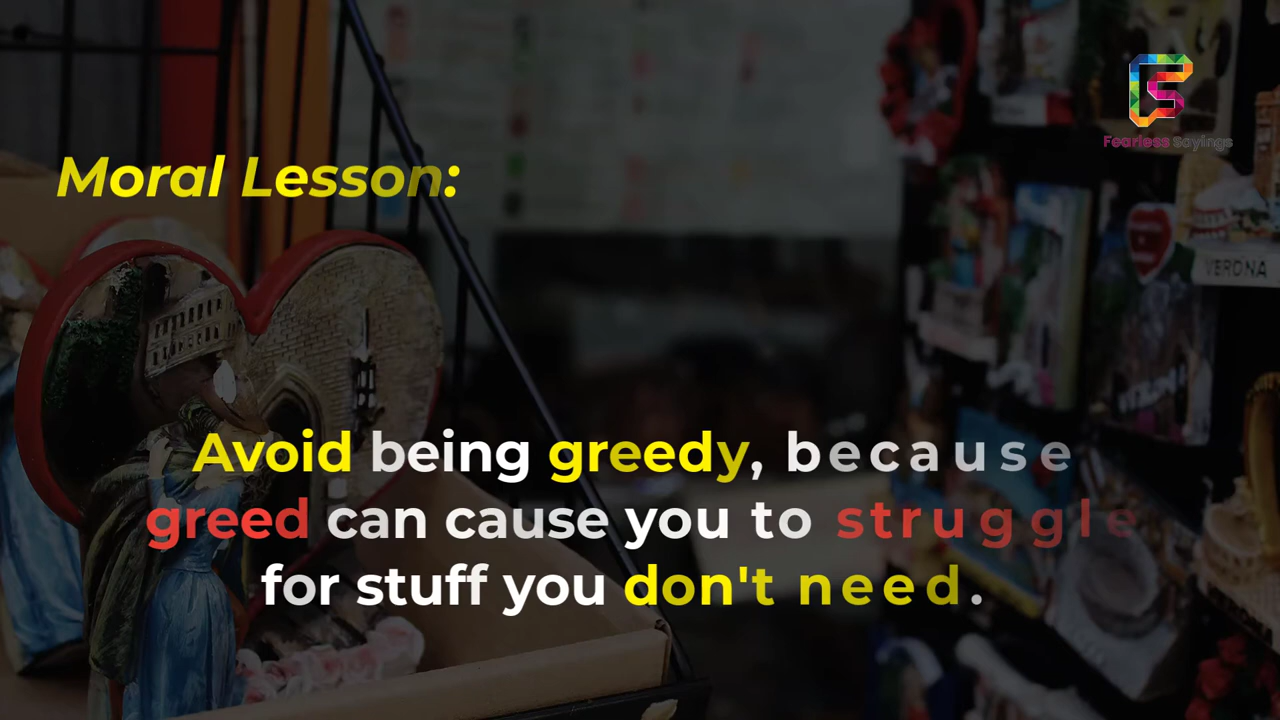 Fearless Sayings
Moral Lesson:
VERONA
Avoid being greedy, because
greed can cause you to struggle
for stuff you don't need.